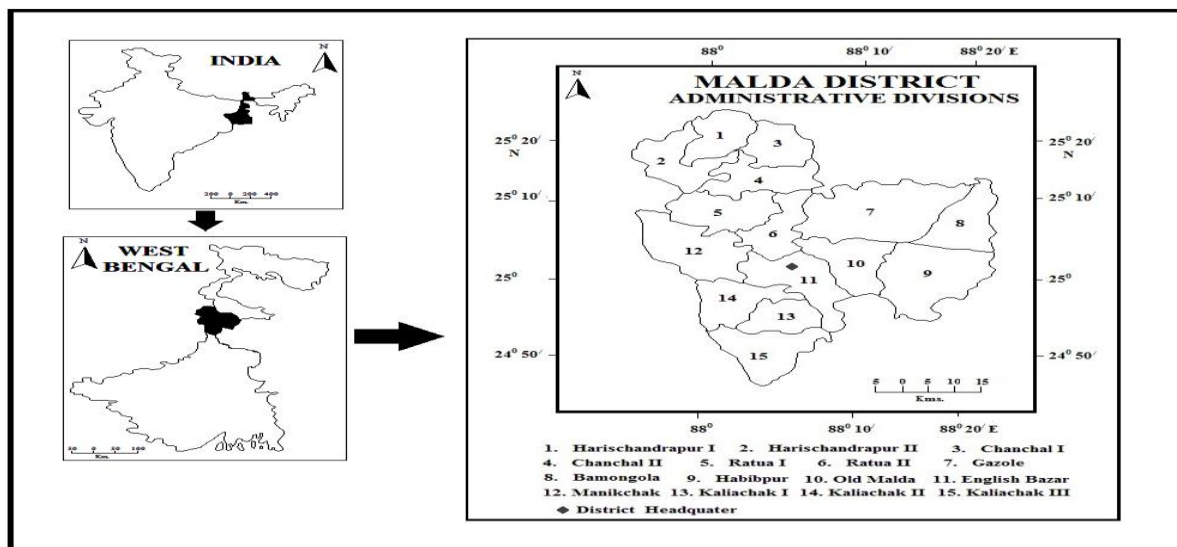 N
INDIA
200 0 200 400
Km.
N
WEST
BENGAL
50 0 50 100
Km.
88⁰ 88⁰ 10′ 88⁰ 20′ E
N
MALDA DISTRICT
ADMINISTRATIVE DIVISIONS
25⁰ 20′
N
25⁰ 20′
N
25⁰ 10′
25⁰ 10′
25⁰
25⁰
24⁰ 50′
24⁰ 50′
1
2
3
4
5
6
7
8
12
11
10
9
14
13
15
5 0 5 10 15
Kms.
88⁰ 88⁰ 10′ 88⁰ 20′ E
1. Harischandrapur I 2. Harischandrapur II 3. Chanchal I
4. Chanchal II 5. Ratua I 6. Ratua II 7. Gazole
8. Bamongola 9. Habibpur 10. Old Malda 11. English Bazar
12. Manikchak 13. Kaliachak I 14. Kaliachak II 15. Kaliachak III
District Headquater